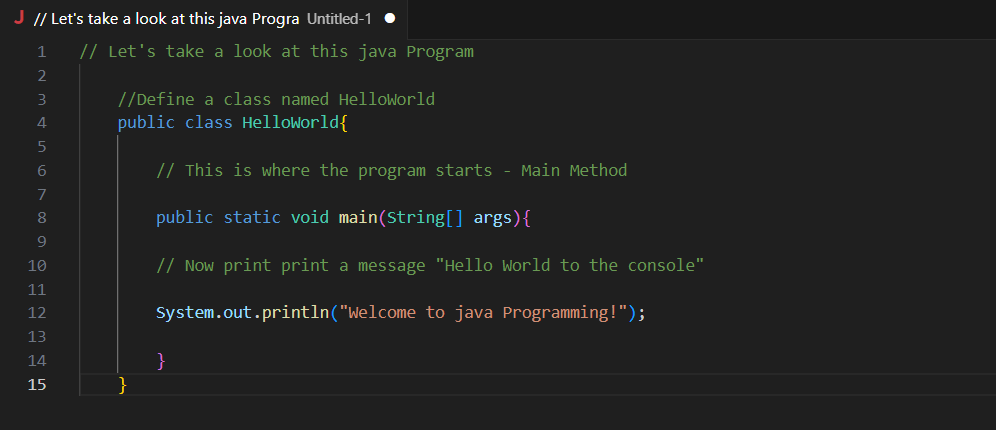 J // Let's take a look at this java Progra Untitled-1
1 // Let's take a look at this java Program
2
3 //Define a class named HelloWorld
4 public class HelloWorld{
5
6 // This is where the program starts - Main Method
7
8 public static void main(String[] args){
9
10 // Now print print a message "Hello World to the console"
11
12 System.out.println("Welcome to java Programming!");
13
14 }
15 }